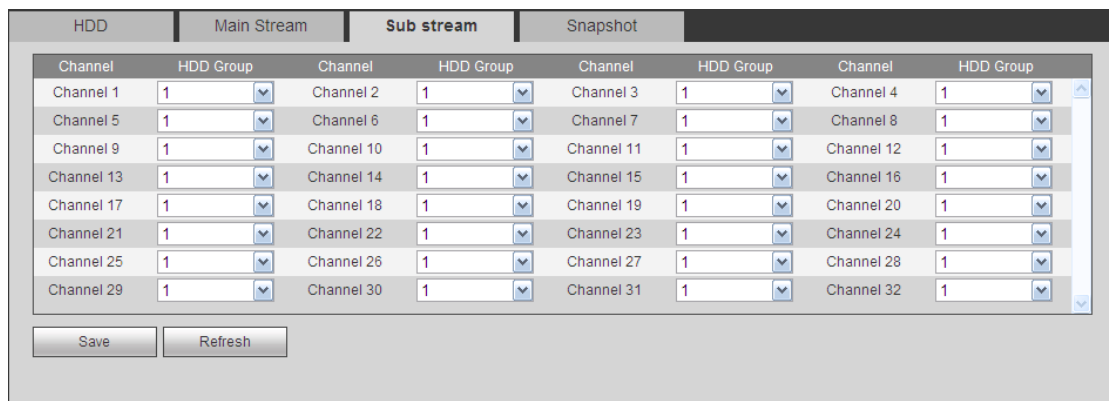 HDD Main Stream Sub stream Snapshot
Channel HDD Group Channel HDD Group Channel HDD Group Channel HDD Group
Channel 1 1 Channel 2 1 Channel 3 1 Channel 4 1
Channel 5 1 Channel 6 1 Channel 7 1 Channel 8 1
Channel 9 1 Channel 10 1 Channel 11 1 Channel 12 1
Channel 13 1 Channel 14 1 Channel 15 1 Channel 16 1
Channel 17 1 Channel 18 1 Channel 19 1 Channel 20 1
Channel 21 1 Channel 22 1 Channel 23 1 Channel 24 1
Channel 25 1 Channel 26 1 Channel 27 1 Channel 28 1
Channel 29 1 Channel 30 1 Channel 31 1 Channel 32 1
Save Refresh